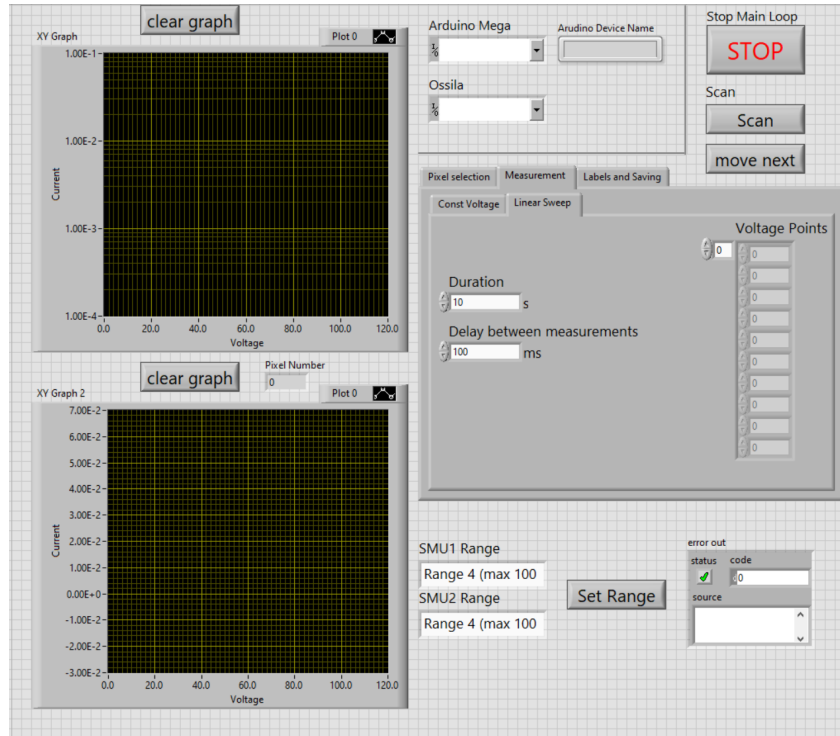 clear graph
XY Graph
Plot 0
1.00E-1
1.00E-2
1.00E-3
1.00E-4
Current
0.0 20.0 40.0 60.0 80.0 100.0 120.0
Voltage
clear graph
Pixel Number
0
XY Graph 2
Plot 0
7.00E-2
6.00E-2
5.00E-2
4.00E-2
3.00E-2
2.00E-2
1.00E-2
0.00E+0
-1.00E-2
-2.00E-2
-3.00E-2
Current
0.0 20.0 40.0 60.0 80.0 100.0 120.0
Voltage
Arduino Mega
Arudino Device Name
Ossila
Stop Main Loop
STOP
Scan
Scan
move next
Pixel selection Measurement Labels and Saving
Const Voltage Linear Sweep
Voltage Points
0
0
0
0
0
0
0
0
0
0
0
Duration
10 s
Delay between measurements
100 ms
SMU1 Range
Range 4 (max 100
SMU2 Range
Range 4 (max 100
Set Range
error out
status code
0
source